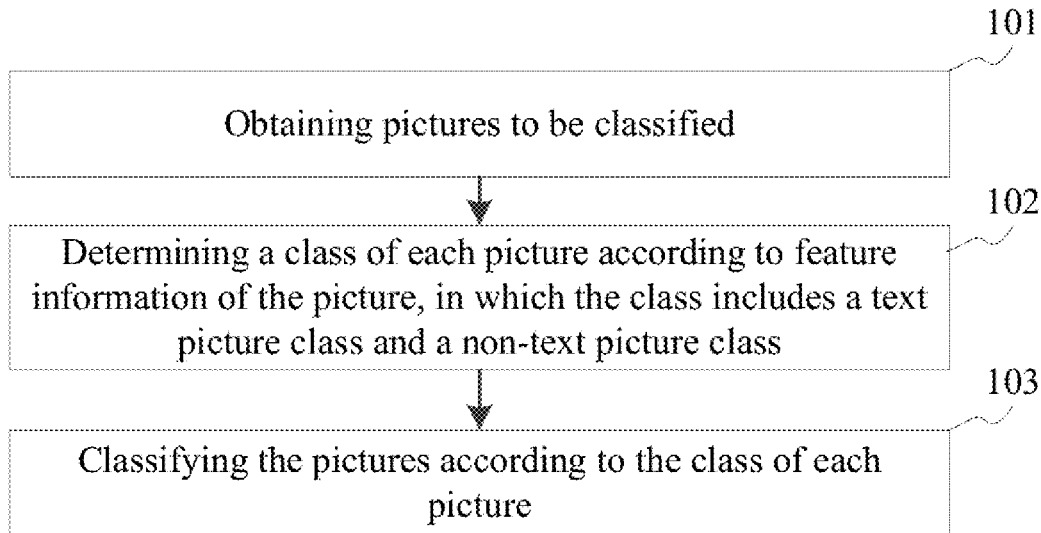 101
Obtaining pictures to be classified
102
Determining a class of each picture according to feature
information of the picture, in which the class includes a text
picture class and a non-text picture class
103
Classifying the pictures according to the class of each
picture